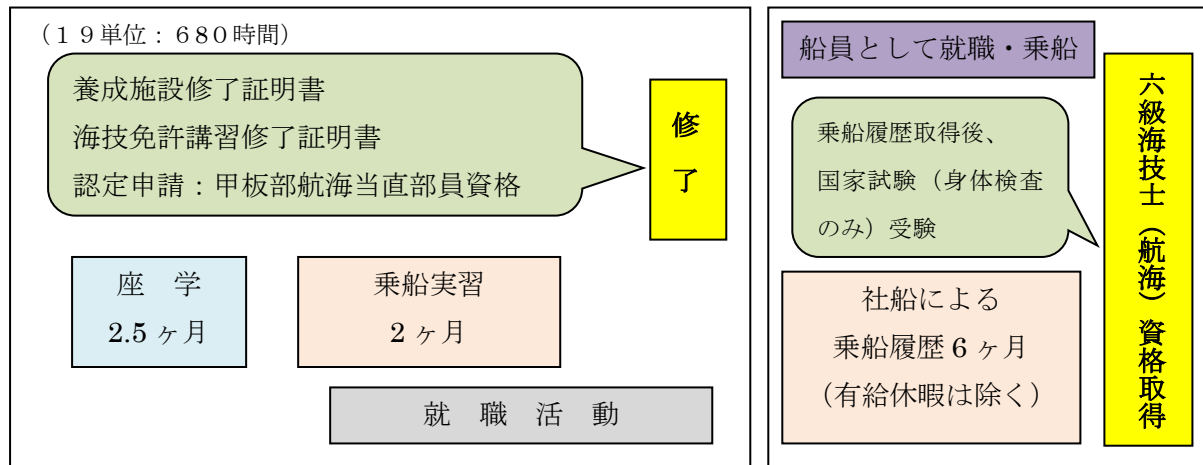 （１９単位：６８０時間）
養成施設修了証明書
海技免許講習修了証明書
認定申請：甲板部航海当直部員資格
修了
座　学
2.5 ヶ月
乗船実習
2 ヶ月
就　職　活　動
船員として就職・乗船
乗船履歴取得後、
国家試験（身体検査
のみ）受験
社船による
乗船履歴 6 ヶ月
（有給休暇は除く）
六級海技士（航海）資格取得